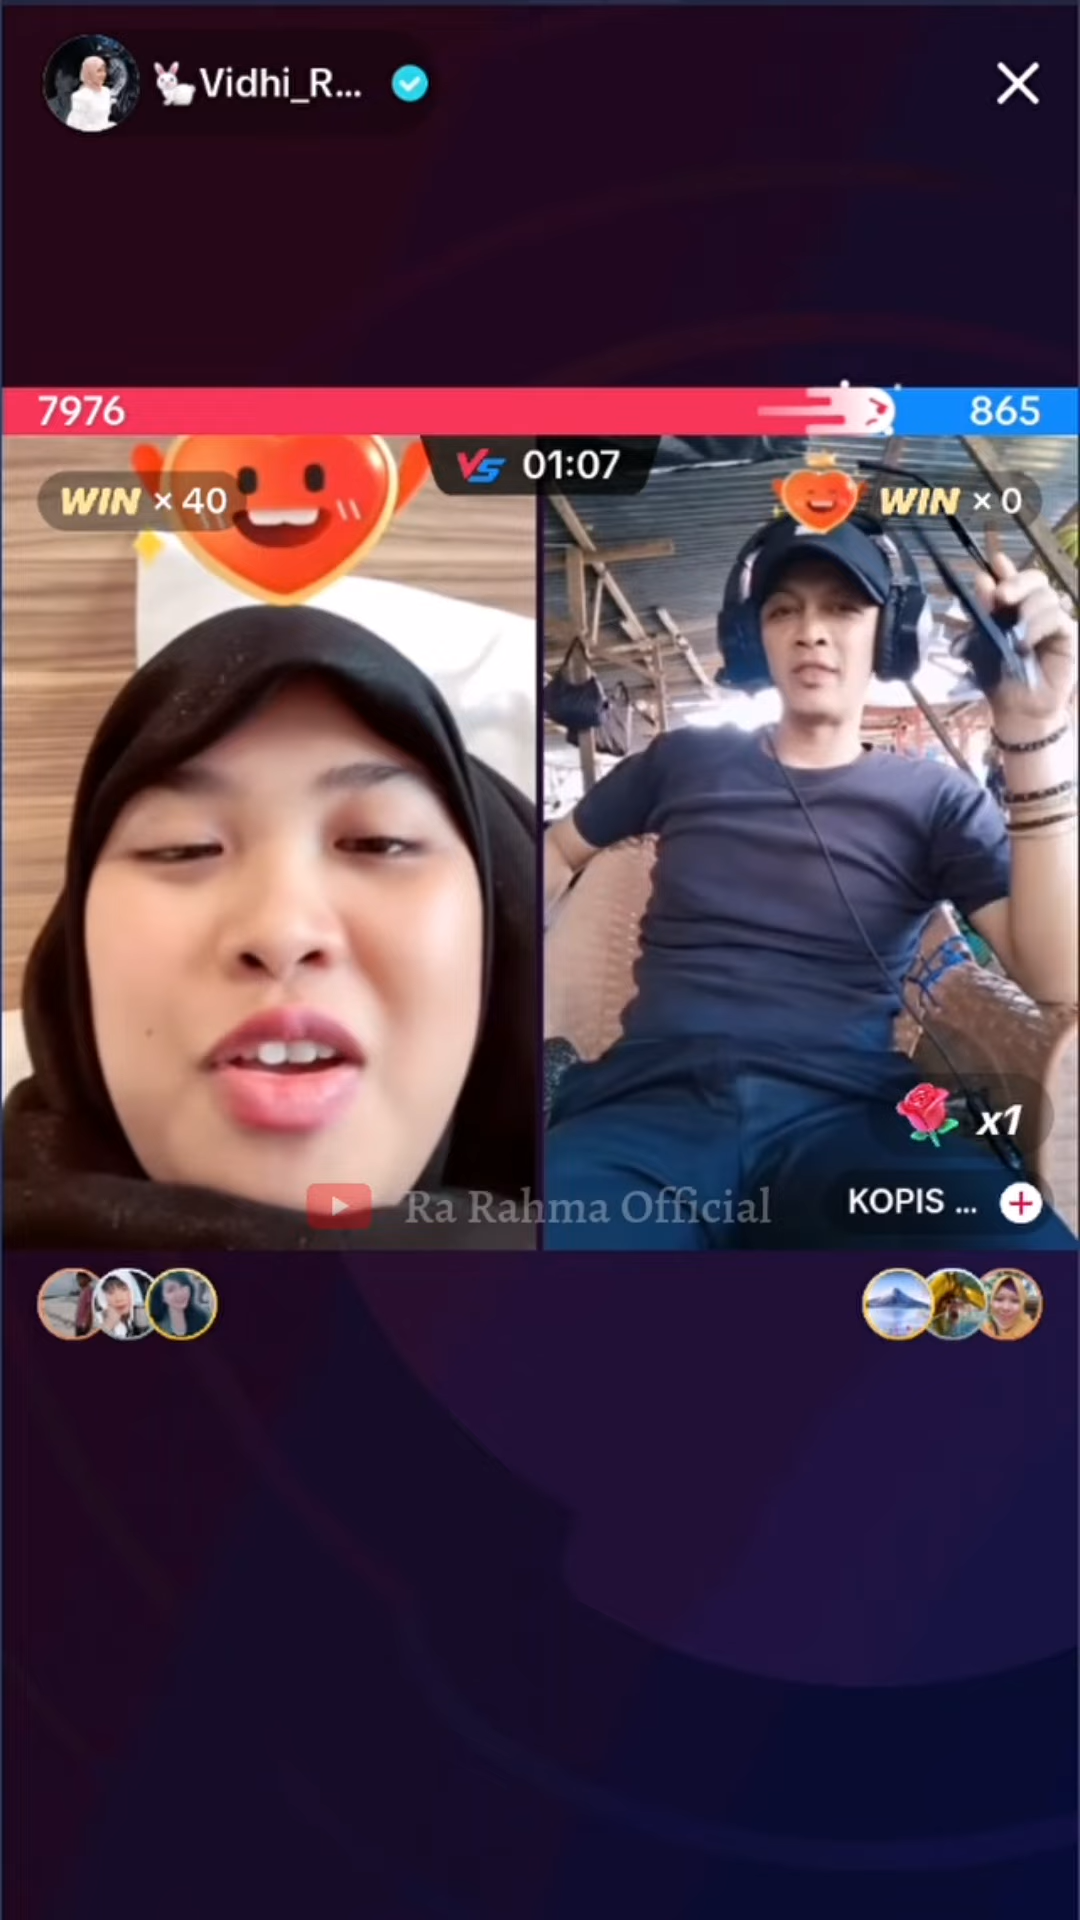 Vidhi_R...
7976
865
VS 01:07
WIN × 40
WIN × 0
x1
Ra Rahma Official
KOPIS ...